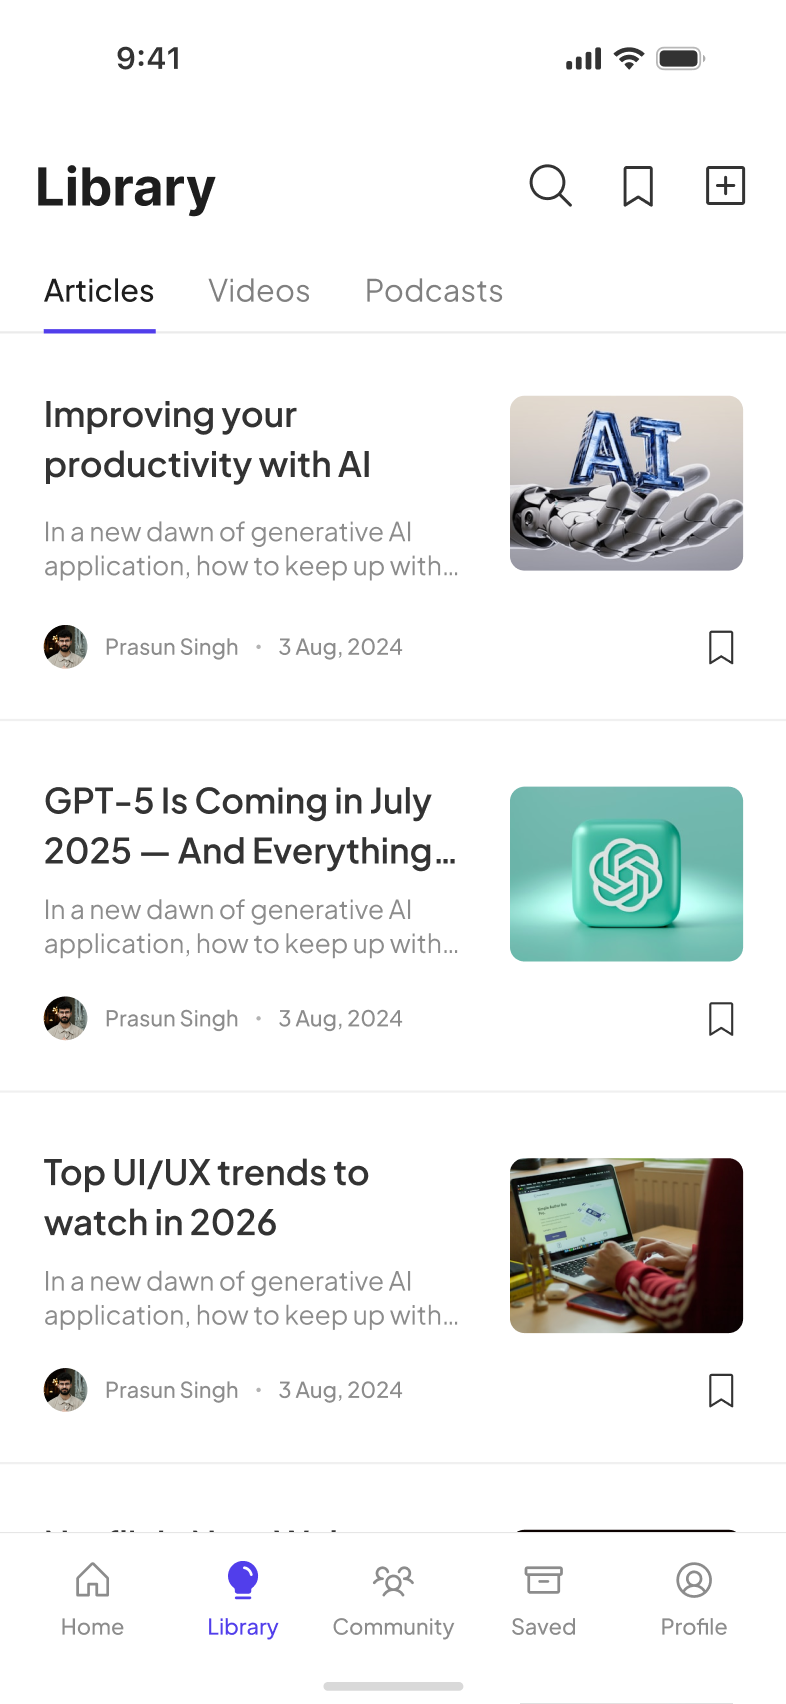 9:41
Library
Articles Videos Podcasts
Improving your
productivity with AI
AI
In a new dawn of generative AI
application, how to keep up with...
Prasun Singh • 3 Aug, 2024
GPT-5 Is Coming in July
2025 — And Everything...
In a new dawn of generative AI
application, how to keep up with...
Prasun Singh • 3 Aug, 2024
Top UI/UX trends to
watch in 2026
In a new dawn of generative AI
application, how to keep up with...
Prasun Singh • 3 Aug, 2024
Home Library Community Saved Profile